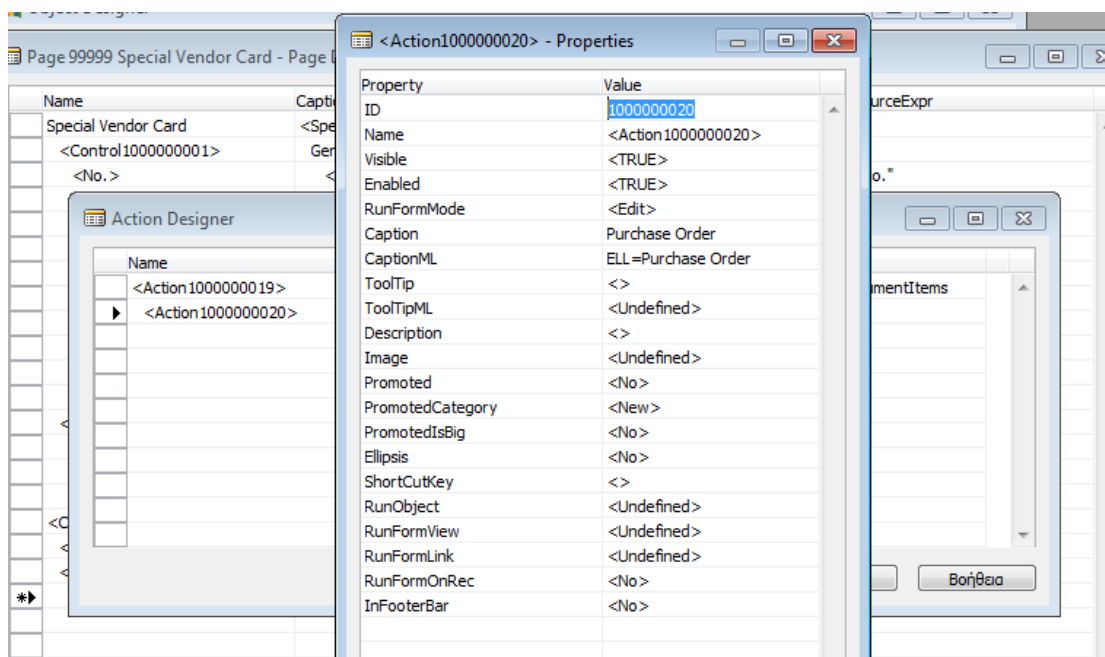 <Action1000000020> - Properties
Page 99999 Special Vendor Card - Page
Name Capti urceExpr
Special Vendor Card <Spe
<Control1000000001> Ger
<No.> < o."
Action Designer
Name
<Action1000000019> umentItems
<Action1000000020>
Βοήθεια
Property Value
ID 1000000020
Name <Action1000000020>
Visible <TRUE>
Enabled <TRUE>
RunFormMode <Edit>
Caption Purchase Order
CaptionML ELL=Purchase Order
ToolTip <>
ToolTipML <Undefined>
Description <>
Image <Undefined>
Promoted <No>
PromotedCategory <New>
PromotedIsBig <No>
Ellipsis <No>
ShortCutKey <>
RunObject <Undefined>
RunFormView <Undefined>
RunFormLink <Undefined>
RunFormOnRec <No>
InFooterBar <No>